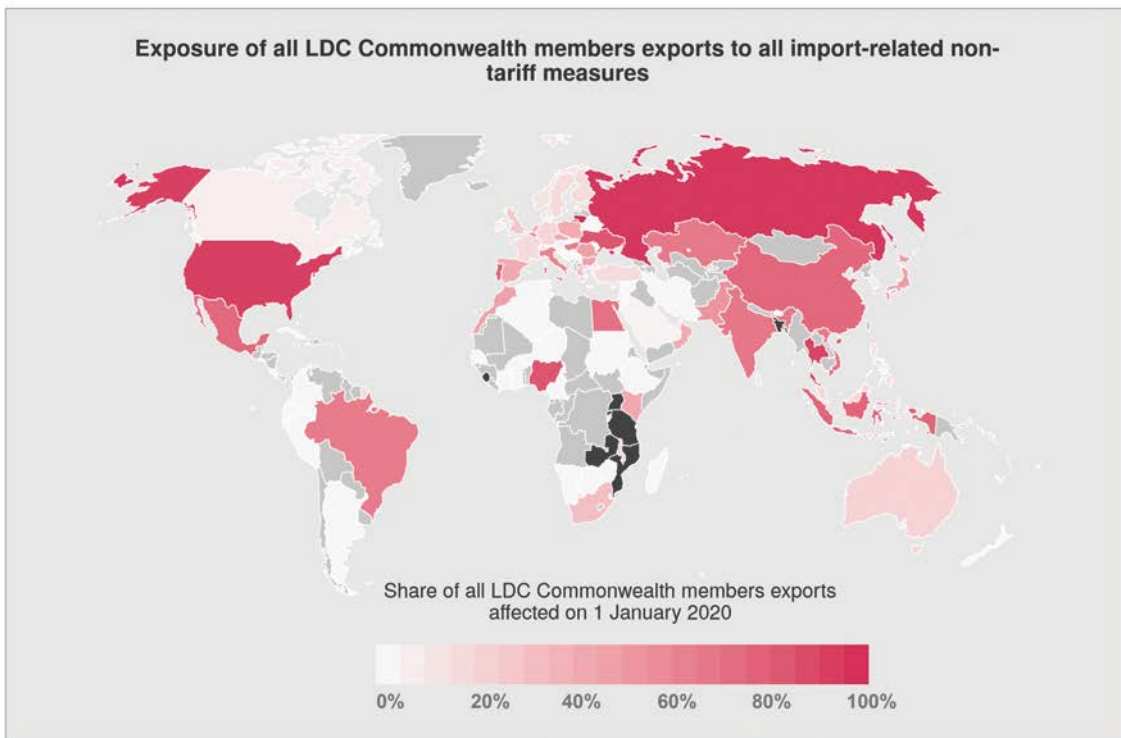 Exposure of all LDC Commonwealth members exports to all import-related non-
tariff measures
Share of all LDC Commonwealth members exports
affected on 1 January 2020
0% 20% 40% 60% 80% 100%